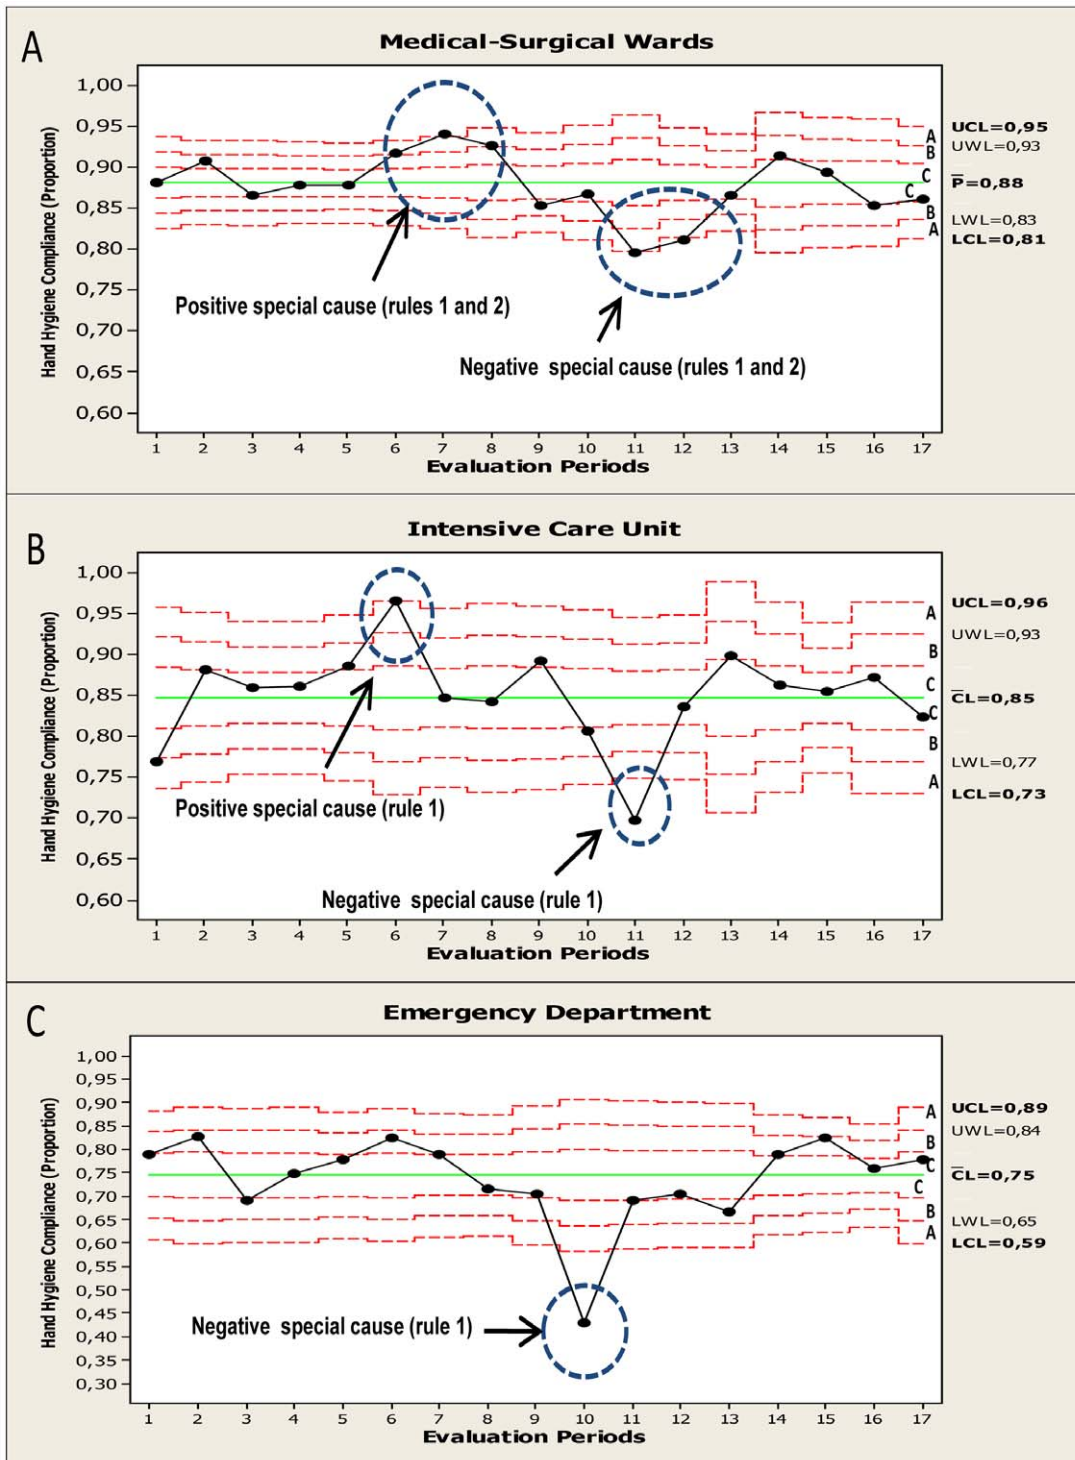 A
Medical-Surgical Wards
Hand Hygiene Compliance (Proportion)
1,00
0,95
0,90
0,85
0,80
0,75
0,70
0,65
0,60
A
B
C
C
B
A
UCL=0,95
UWL=0,93
P̅=0,88
LWL=0,83
LCL=0,81
Positive special cause (rules 1 and 2)
Negative special cause (rules 1 and 2)
1 2 3 4 5 6 7 8 9 10 11 12 13 14 15 16 17
Evaluation Periods
B
Intensive Care Unit
Hand Hygiene Compliance (Proportion)
1,00
0,95
0,90
0,85
0,80
0,75
0,70
0,65
0,60
A
B
C
C
B
A
UCL=0,96
UWL=0,93
C̅L=0,85
LWL=0,77
LCL=0,73
Positive special cause (rule 1)
Negative special cause (rule 1)
1 2 3 4 5 6 7 8 9 10 11 12 13 14 15 16 17
Evaluation Periods
C
Emergency Department
Hand Hygiene Compliance (Proportion)
1,00
0,95
0,90
0,85
0,80
0,75
0,70
0,65
0,60
0,50
0,45
0,40
0,35
0,30
A
B
C
C
B
A
UCL=0,89
UWL=0,84
C̅L=0,75
LWL=0,65
LCL=0,59
Negative special cause (rule 1)
1 2 3 4 5 6 7 8 9 10 11 12 13 14 15 16 17
Evaluation Periods